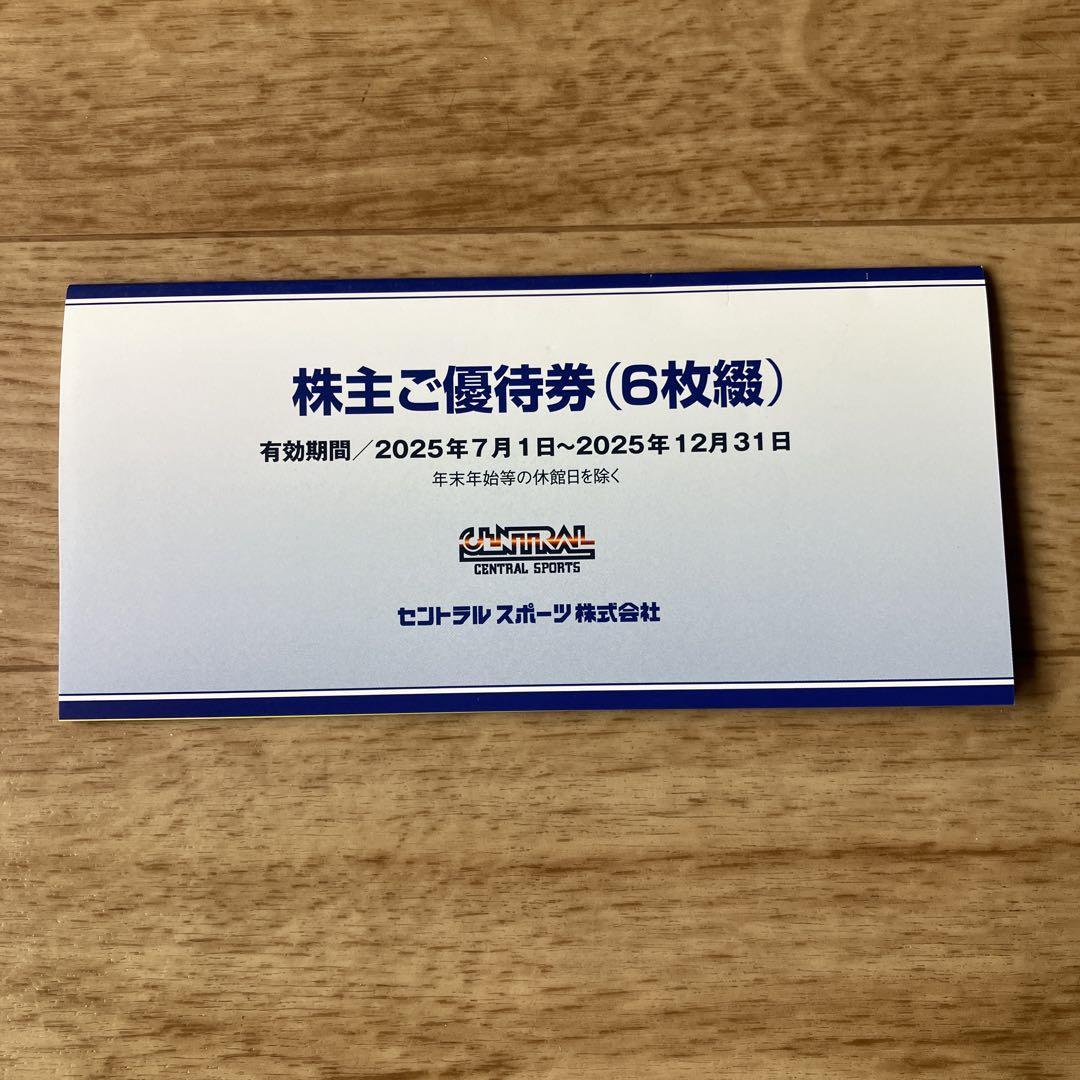 株主ご優待券（6枚綴）
有効期間／2025年7月1日～2025年12月31日
年末年始等の休館日を除く
CENTRAL
CENTRAL SPORTS
セントラルスポーツ株式会社